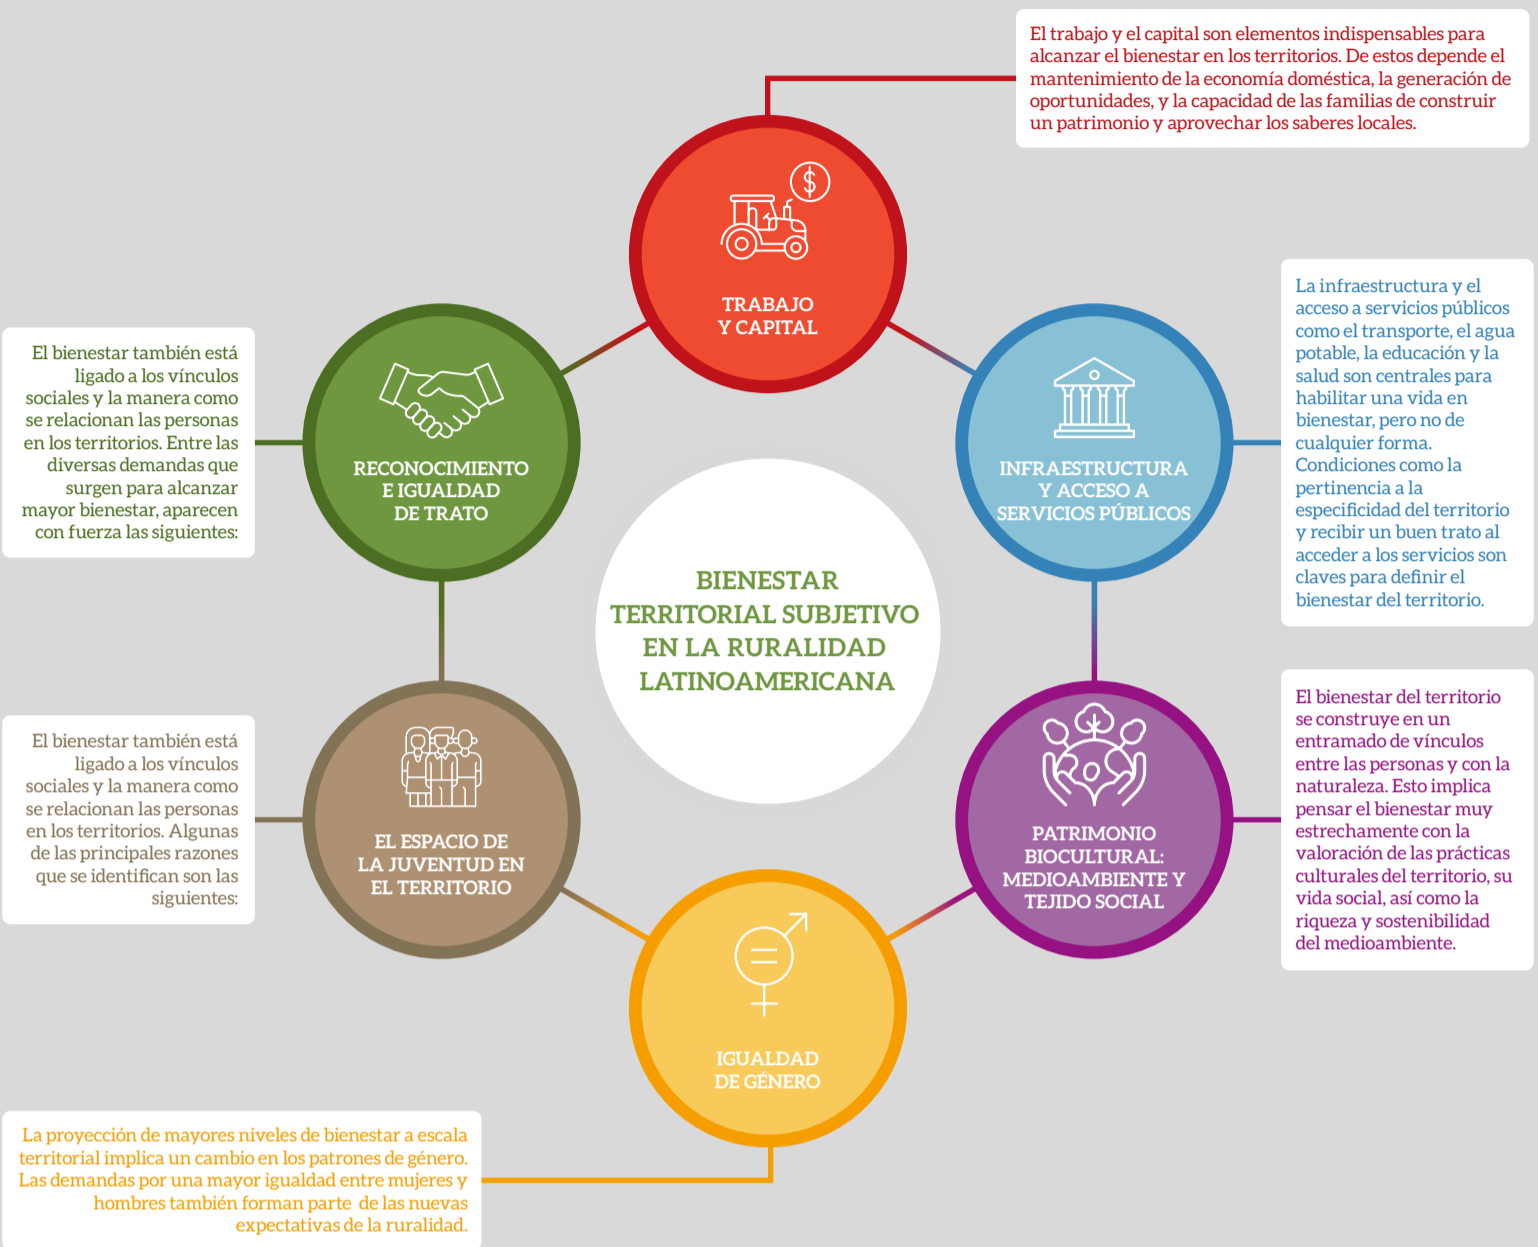 El trabajo y el capital son elementos indispensables para
alcanzar el bienestar en los territorios. De estos depende el
mantenimiento de la economía doméstica, la generación de
oportunidades, y la capacidad de las familias de construir
un patrimonio y aprovechar los saberes locales.
$
TRABAJO
Y CAPITAL
La infraestructura y el
acceso a servicios públicos
como el transporte, el agua
potable, la educación y la
salud son centrales para
habilitar una vida en
bienestar, pero no de
cualquier forma.
Condiciones como la
pertinencia a la
especificidad del territorio
y recibir un buen trato al
acceder a los servicios son
claves para definir el
bienestar del territorio.
INFRAESTRUCTURA
Y ACCESO A
SERVICIOS PÚBLICOS
El bienestar también está
ligado a los vínculos
sociales y la manera como
se relacionan las personas
en los territorios. Entre las
diversas demandas que
surgen para alcanzar
mayor bienestar, aparecen
con fuerza las siguientes:
RECONOCIMIENTO
E IGUALDAD
DE TRATO
BIENESTAR
TERRITORIAL SUBJETIVO
EN LA RURALIDAD
LATINOAMERICANA
El bienestar del territorio
se construye en un
entramado de vínculos
entre las personas y con la
naturaleza. Esto implica
pensar el bienestar muy
estrechamente con la
valoración de las prácticas
culturales del territorio, su
vida social, así como la
riqueza y sostenibilidad
del medioambiente.
PATRIMONIO
BIOCULTURAL:
MEDIOAMBIENTE Y
TEJIDO SOCIAL
El bienestar también está
ligado a los vínculos
sociales y la manera como
se relacionan las personas
en los territorios. Algunas
de las principales razones
que se identifican son las
siguientes:
EL ESPACIO DE
LA JUVENTUD EN
EL TERRITORIO
IGUALDAD
DE GÉNERO
La proyección de mayores niveles de bienestar a escala
territorial implica un cambio en los patrones de género.
Las demandas por una mayor igualdad entre mujeres y
hombres también forman parte de las nuevas
expectativas de la ruralidad.